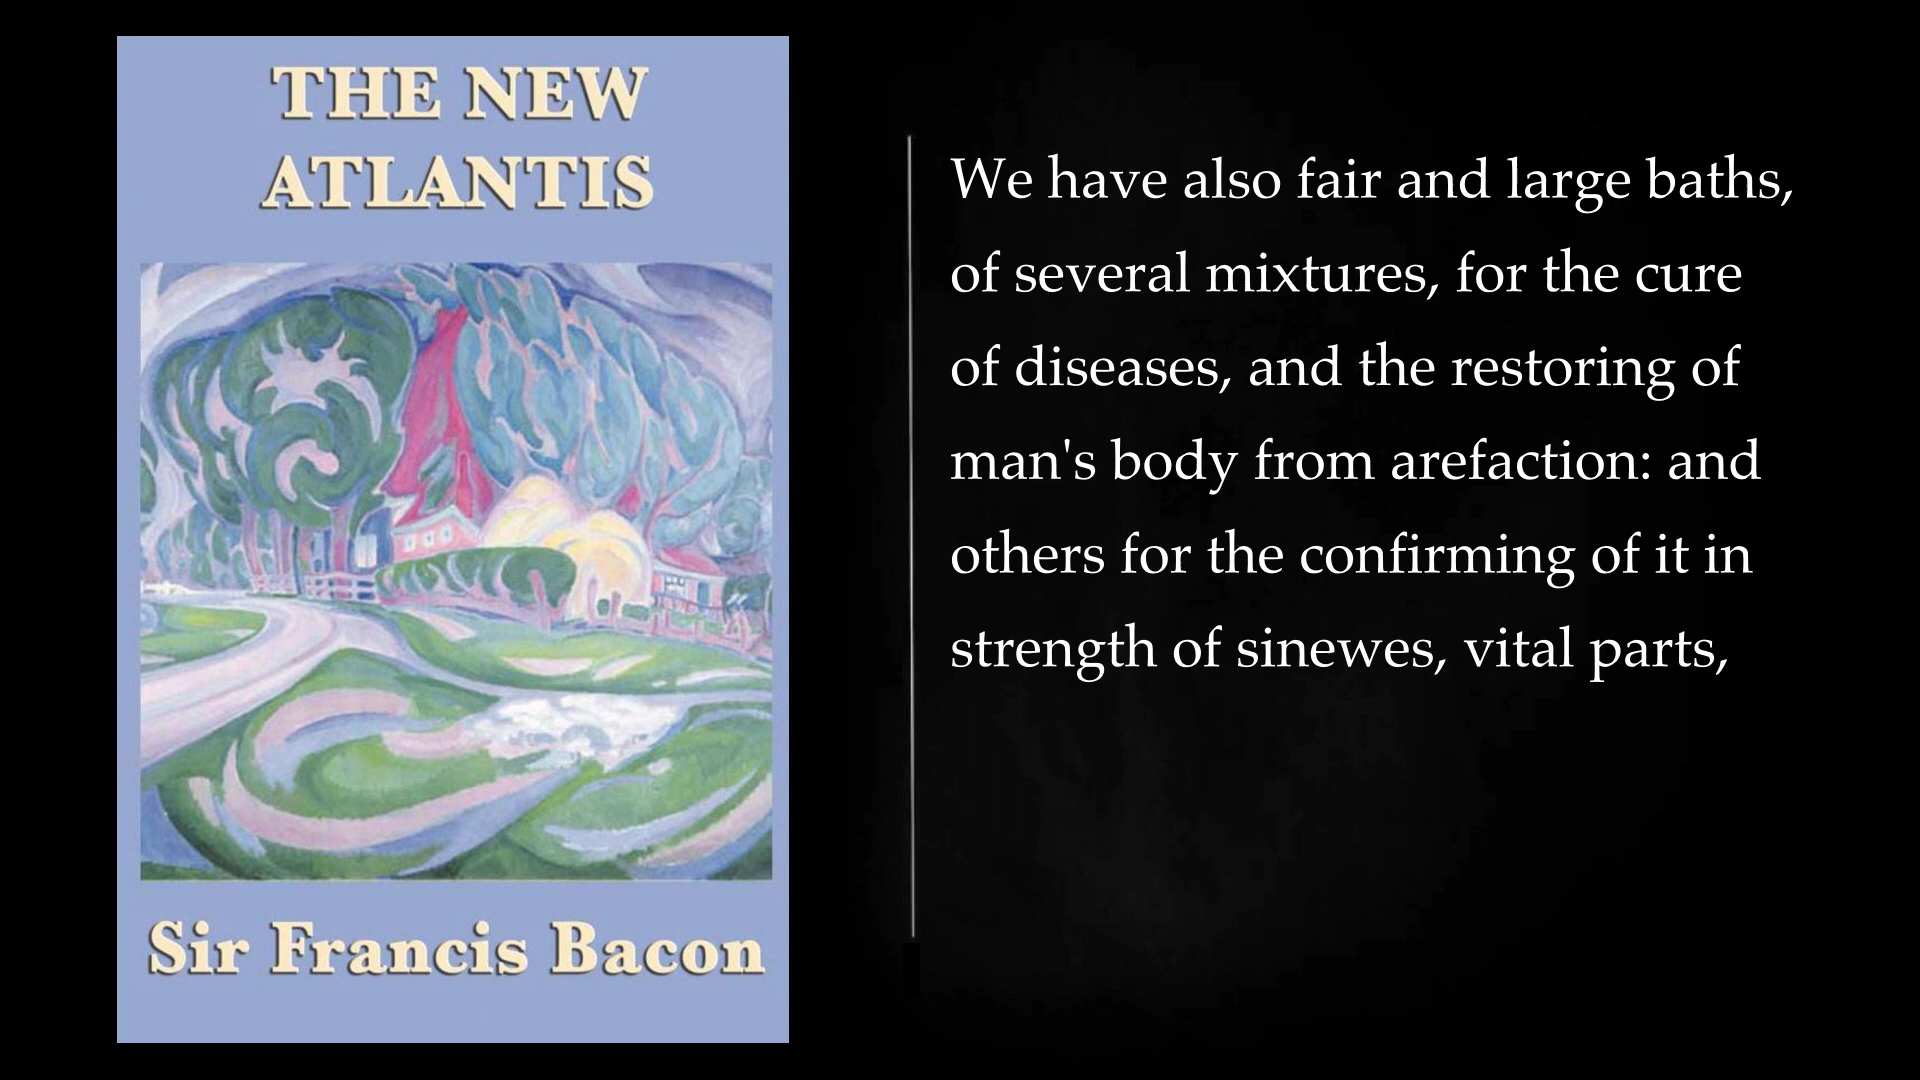 THE NEW
ATLANTIS
Sir Francis Bacon
We have also fair and large baths,
of several mixtures, for the cure
of diseases, and the restoring of
man's body from arefaction: and
others for the confirming of it in
strength of sinewes, vital parts,